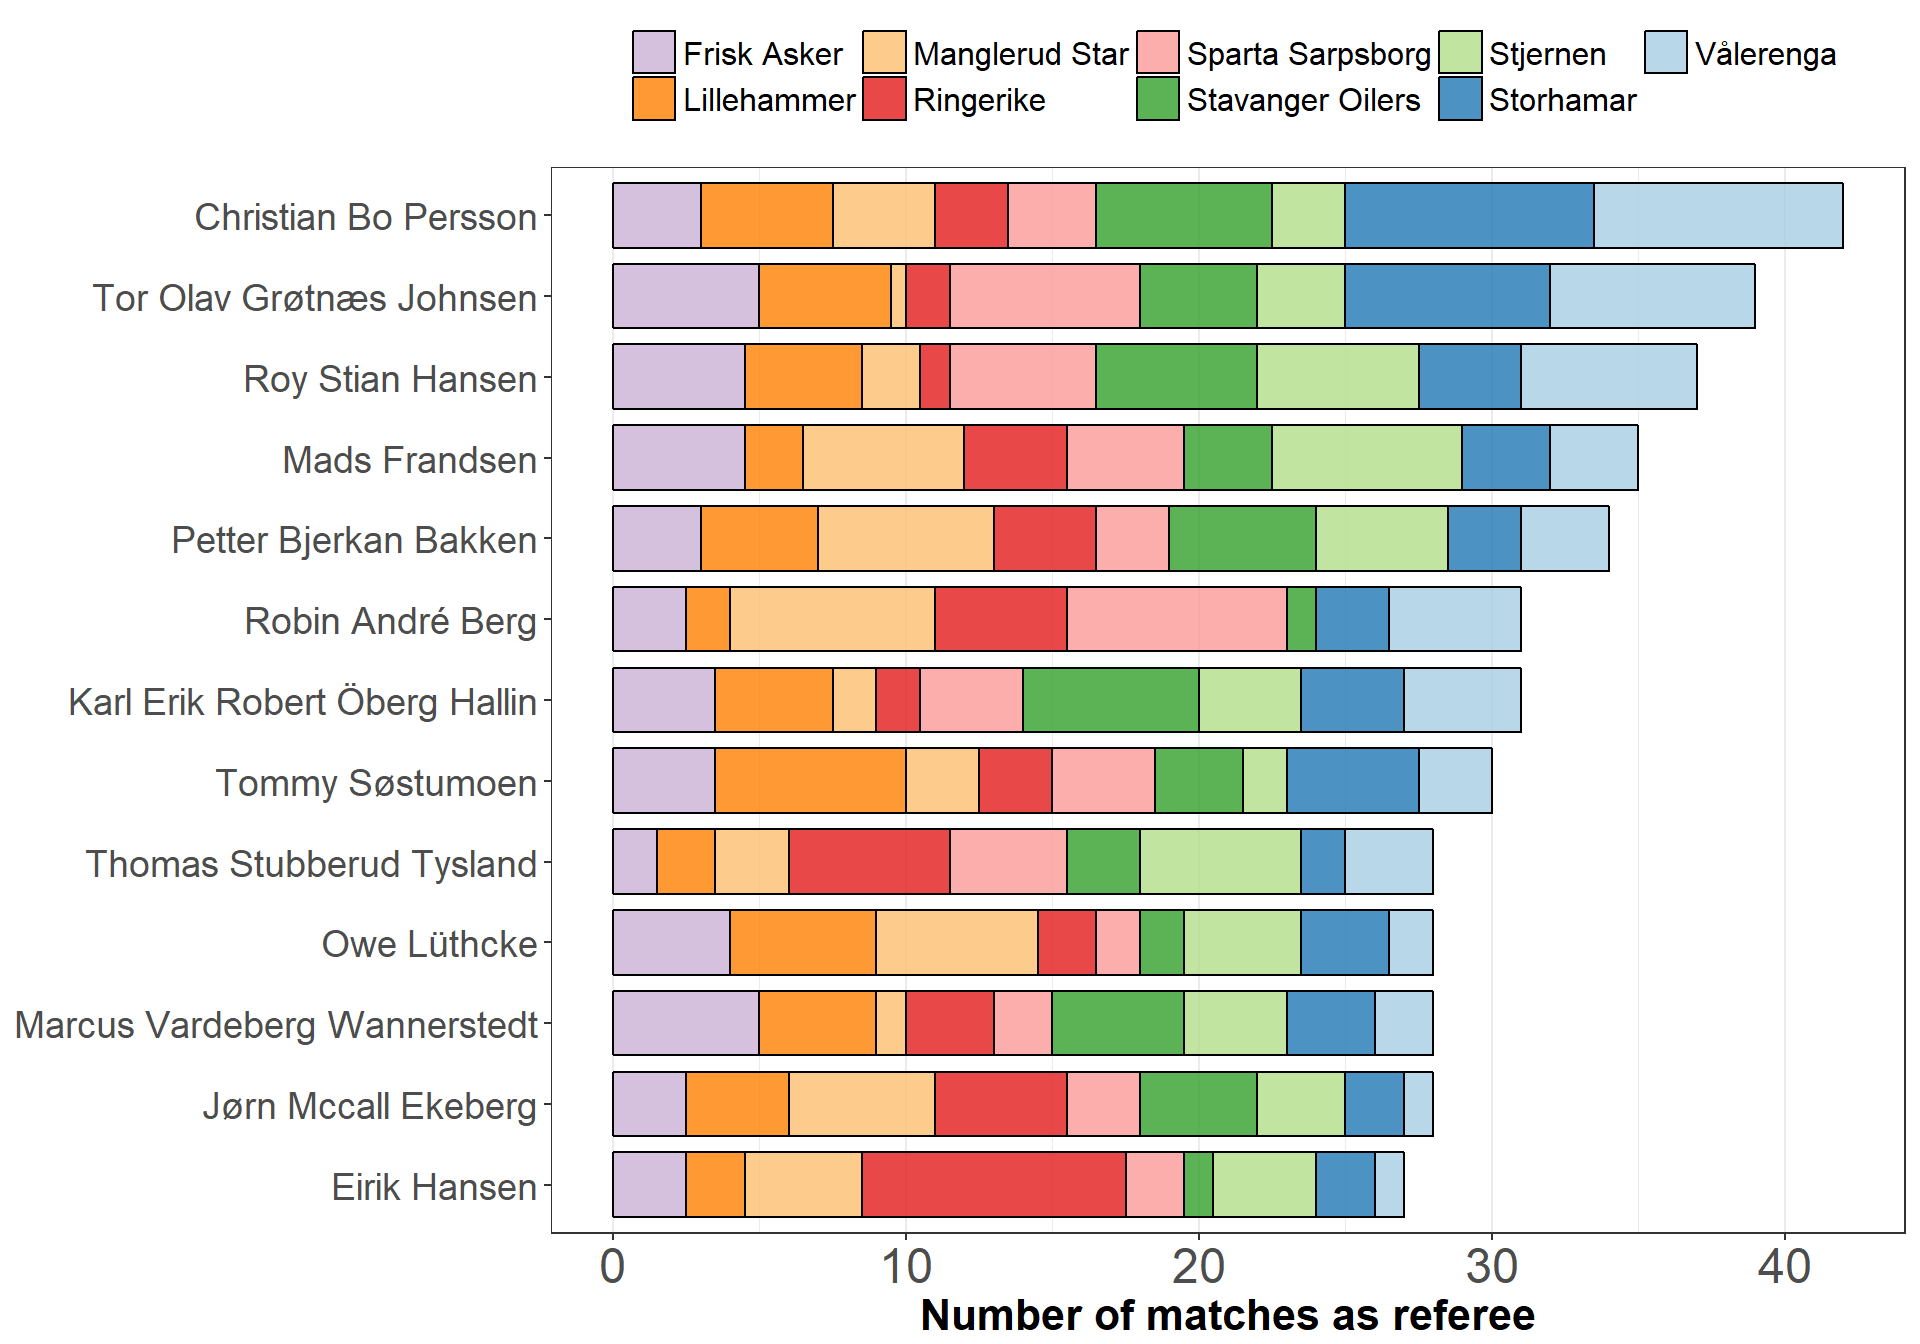 Frisk Asker Manglerud Star Sparta Sarpsborg Stjernen Vålerenga
Lillehammer Ringerike Stavanger Oilers Storhamar
Christian Bo Persson
Tor Olav Grøtnæs Johnsen
Roy Stian Hansen
Mads Frandsen
Petter Bjerkan Bakken
Robin André Berg
Karl Erik Robert Öberg Hallin
Tommy Søstumoen
Thomas Stubberud Tysland
Owe Lüthcke
Marcus Vardeberg Wannerstedt
Jørn Mccall Ekeberg
Eirik Hansen
0 10 20 30 40
Number of matches as referee